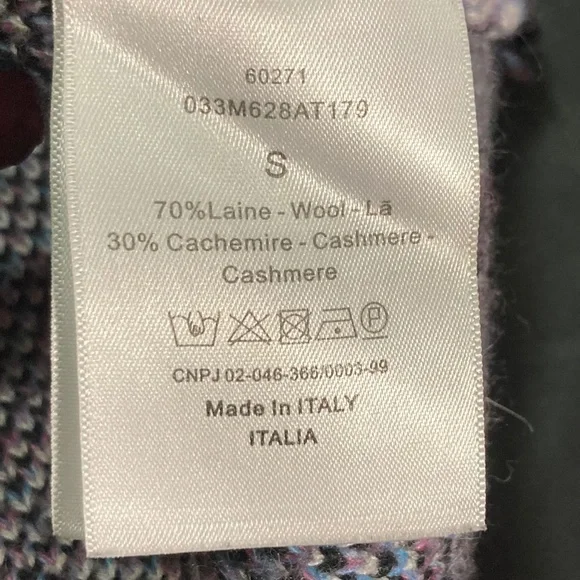 60271
033M628AT179
S
70%Laine - Wool - Lã
30% Cachemire - Cashmere -
Cashmere
P
CNPJ 02-046-366/0003-99
Made In ITALY
ITALIA